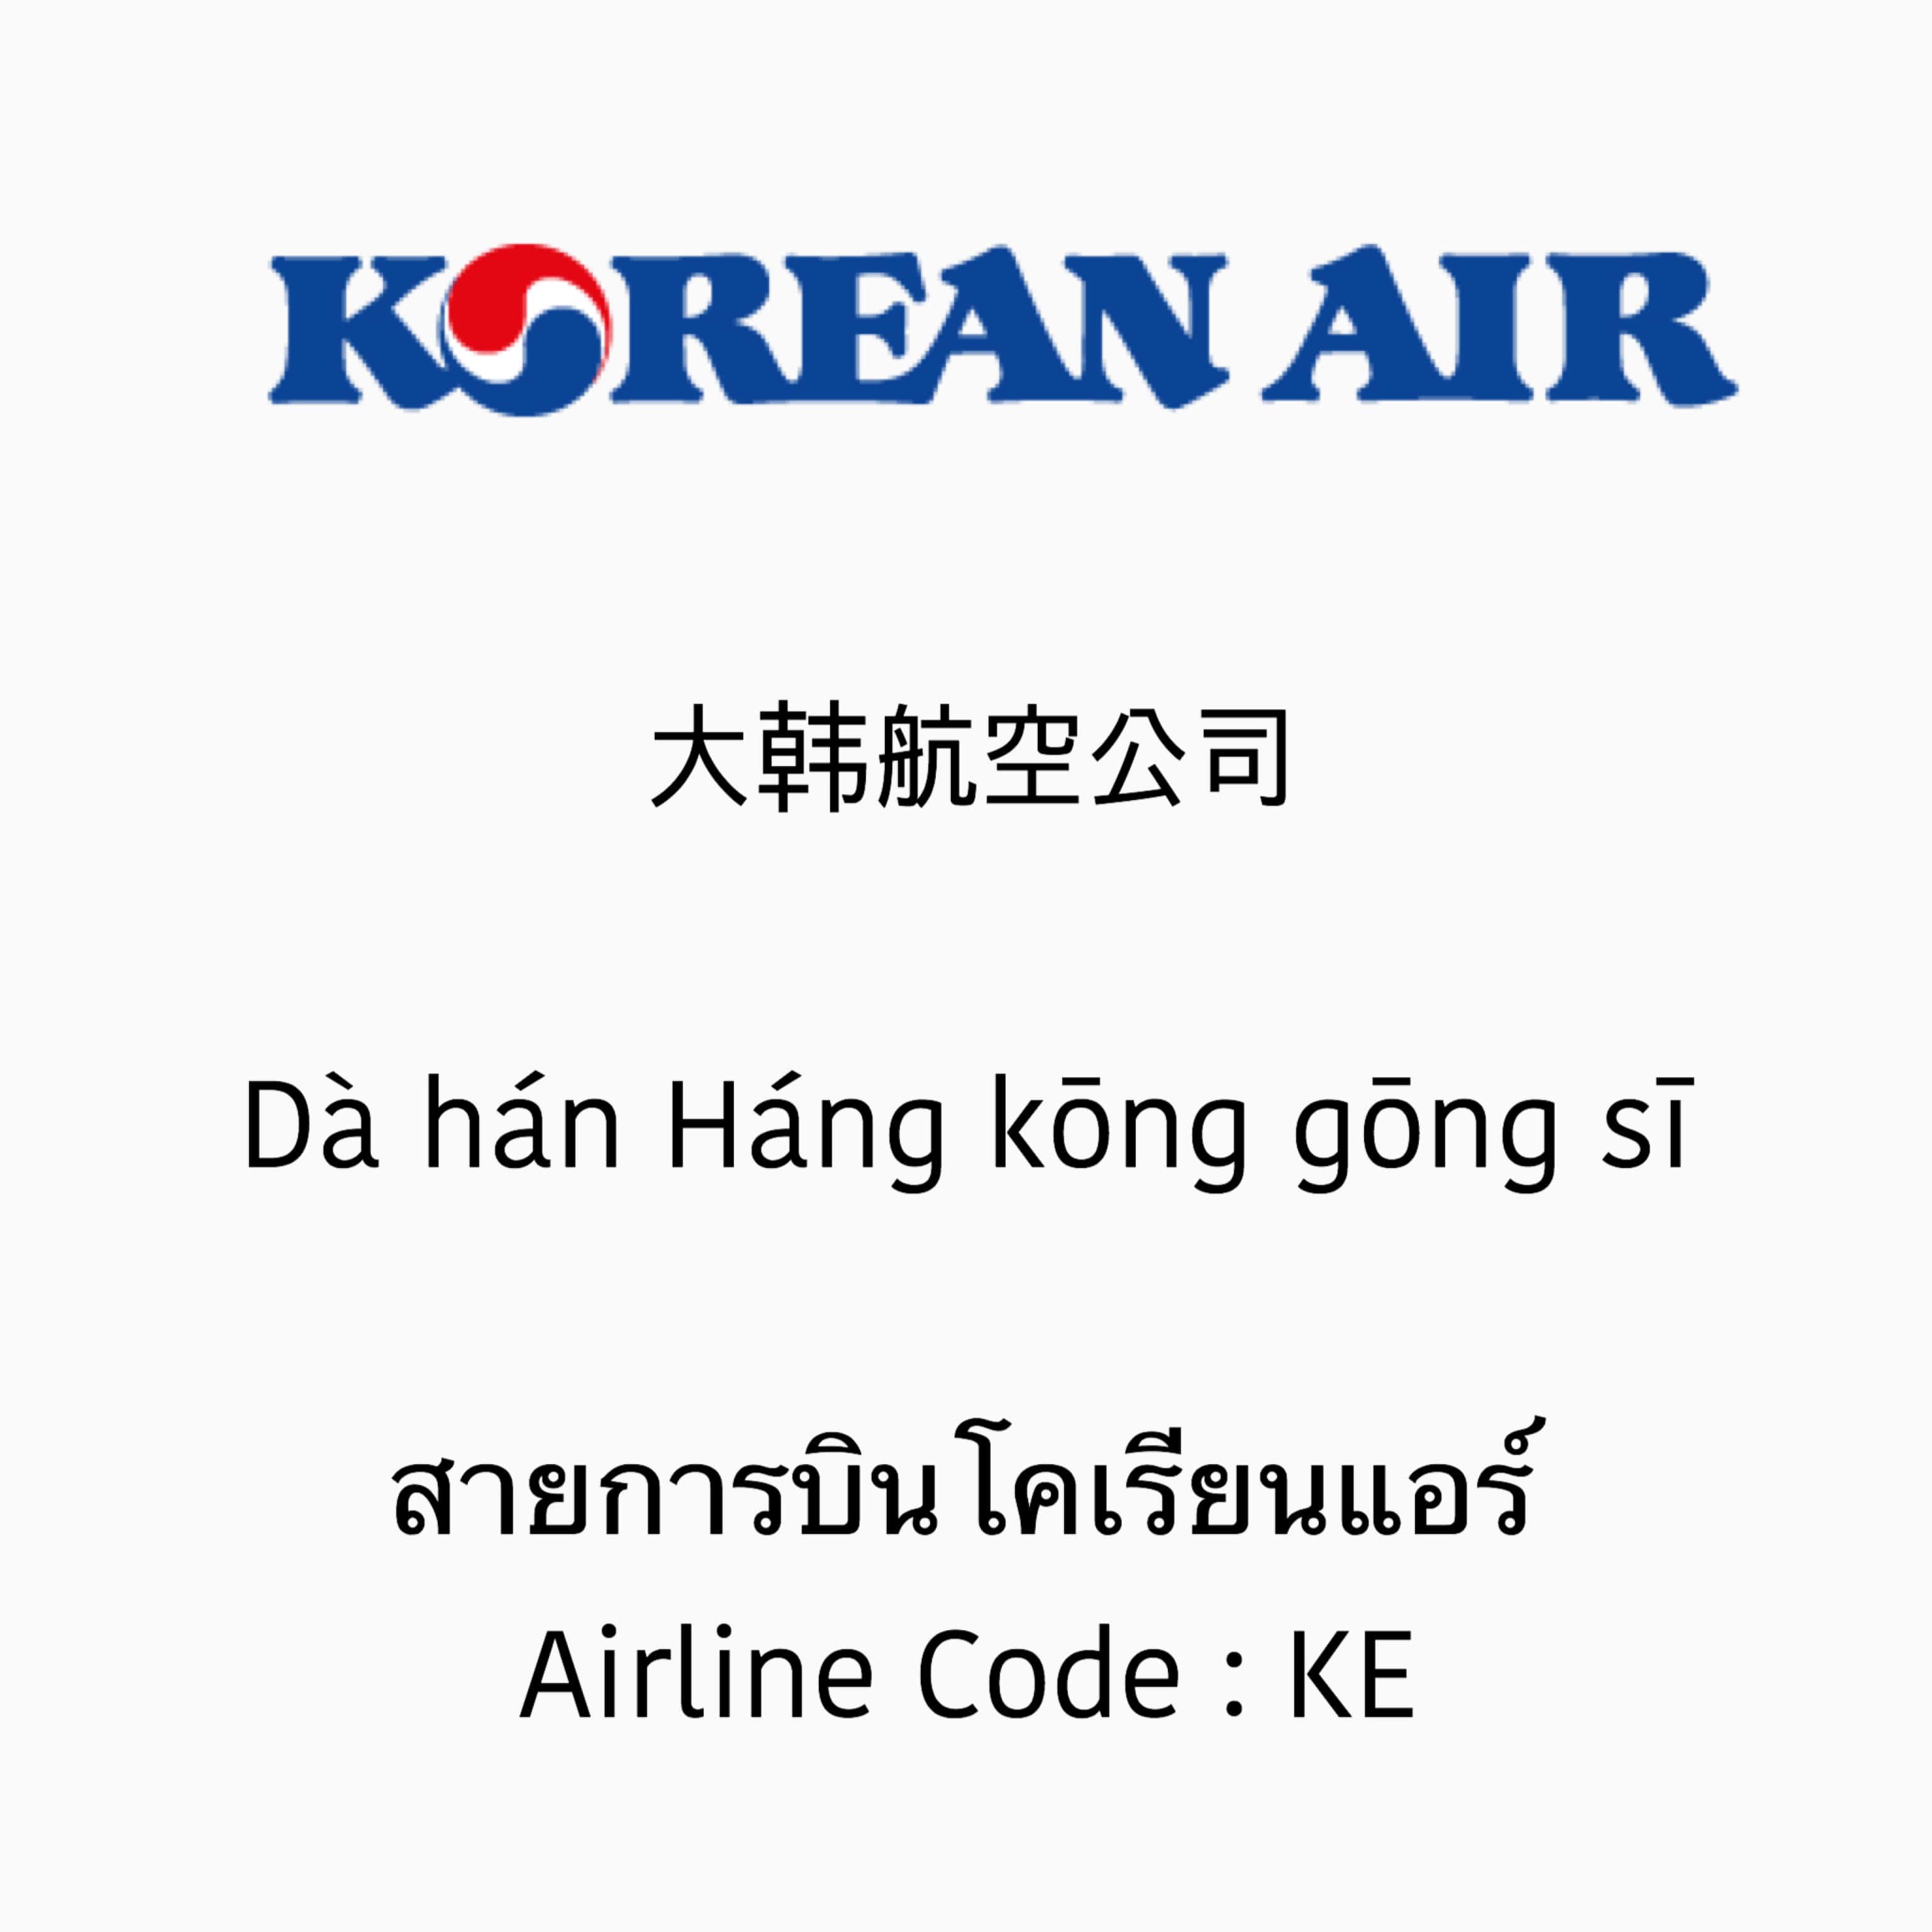 KOREAN AIR
大韩航空公司
Dà hán Háng kōng gōng sī
สายการบินโคเรียนแอร์
Airline Code : KE